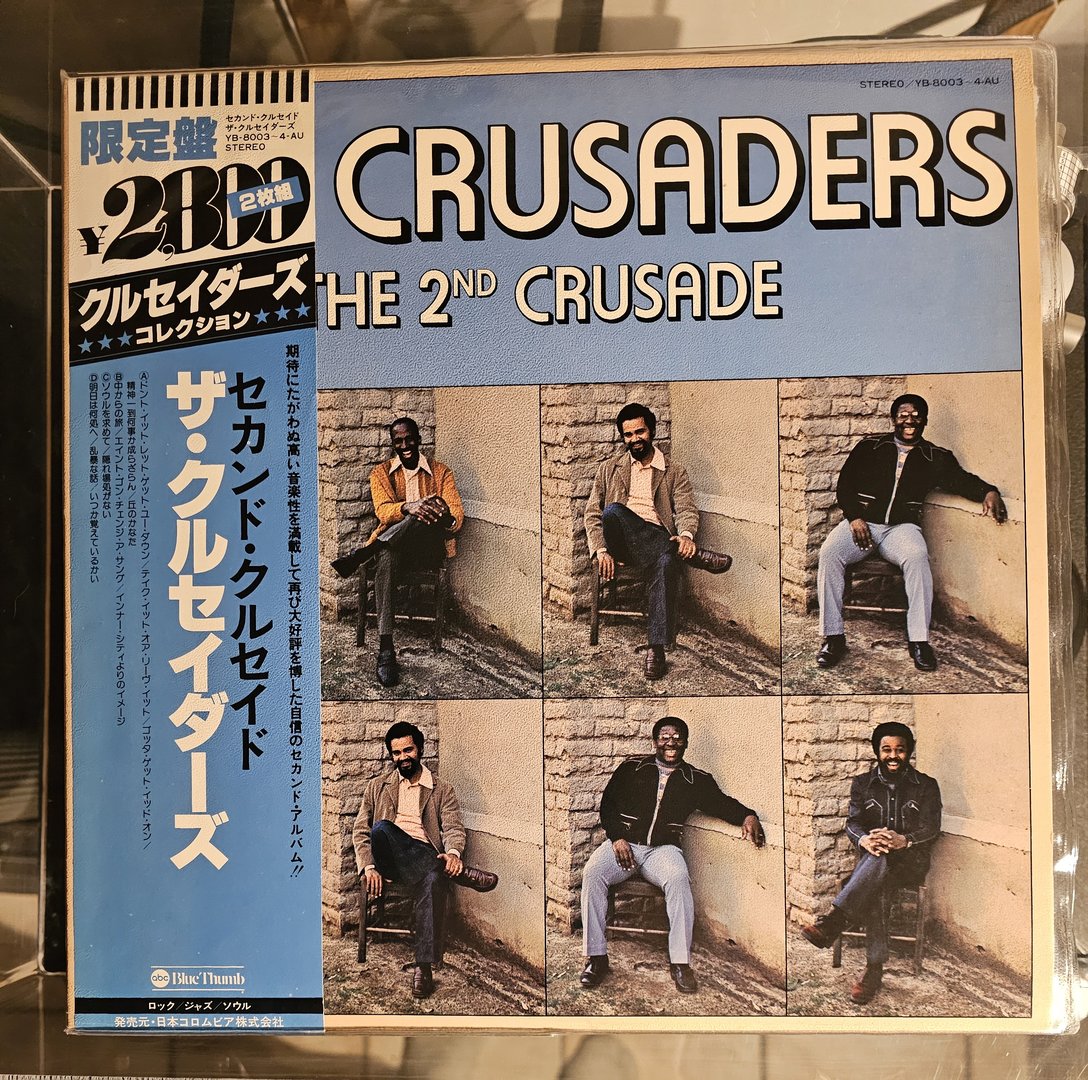 限定盤
セカンド・クルセイド
ザ・クルセイダーズ
YB-8003~4-AU
STEREO
¥2,800
2枚組
クルセイダーズ
★★★コレクション★★★
期待にたがわぬ高い音楽性を満載して再び大好評を博した自信のセカンド・アルバム!!
セカンド・クルセイド
ザ・クルセイダーズ
Ⓐドント・イット・レット・ゲット・ユー・ダウン/テイク・イット・オア・リーヴ・イット/ゴッタ・ゲット・イッド・オン/
精神一到何事か成らざらん/丘のかなた
Ⓑ中からの旅/エイント・ゴン・チェンジ・ア・サング/インナー・シティよりのイメージ
Ⓒソウルを求めて/隠れ場処がない
Ⓓ明日は何処へ/乱暴な話/いつか覚えているかい
abc Blue Thumb
ロック/ジャズ/ソウル
発売元・日本コロムビア株式会社
STEREO/YB-8003~4-AU
CRUSADERS
THE 2ND CRUSADE